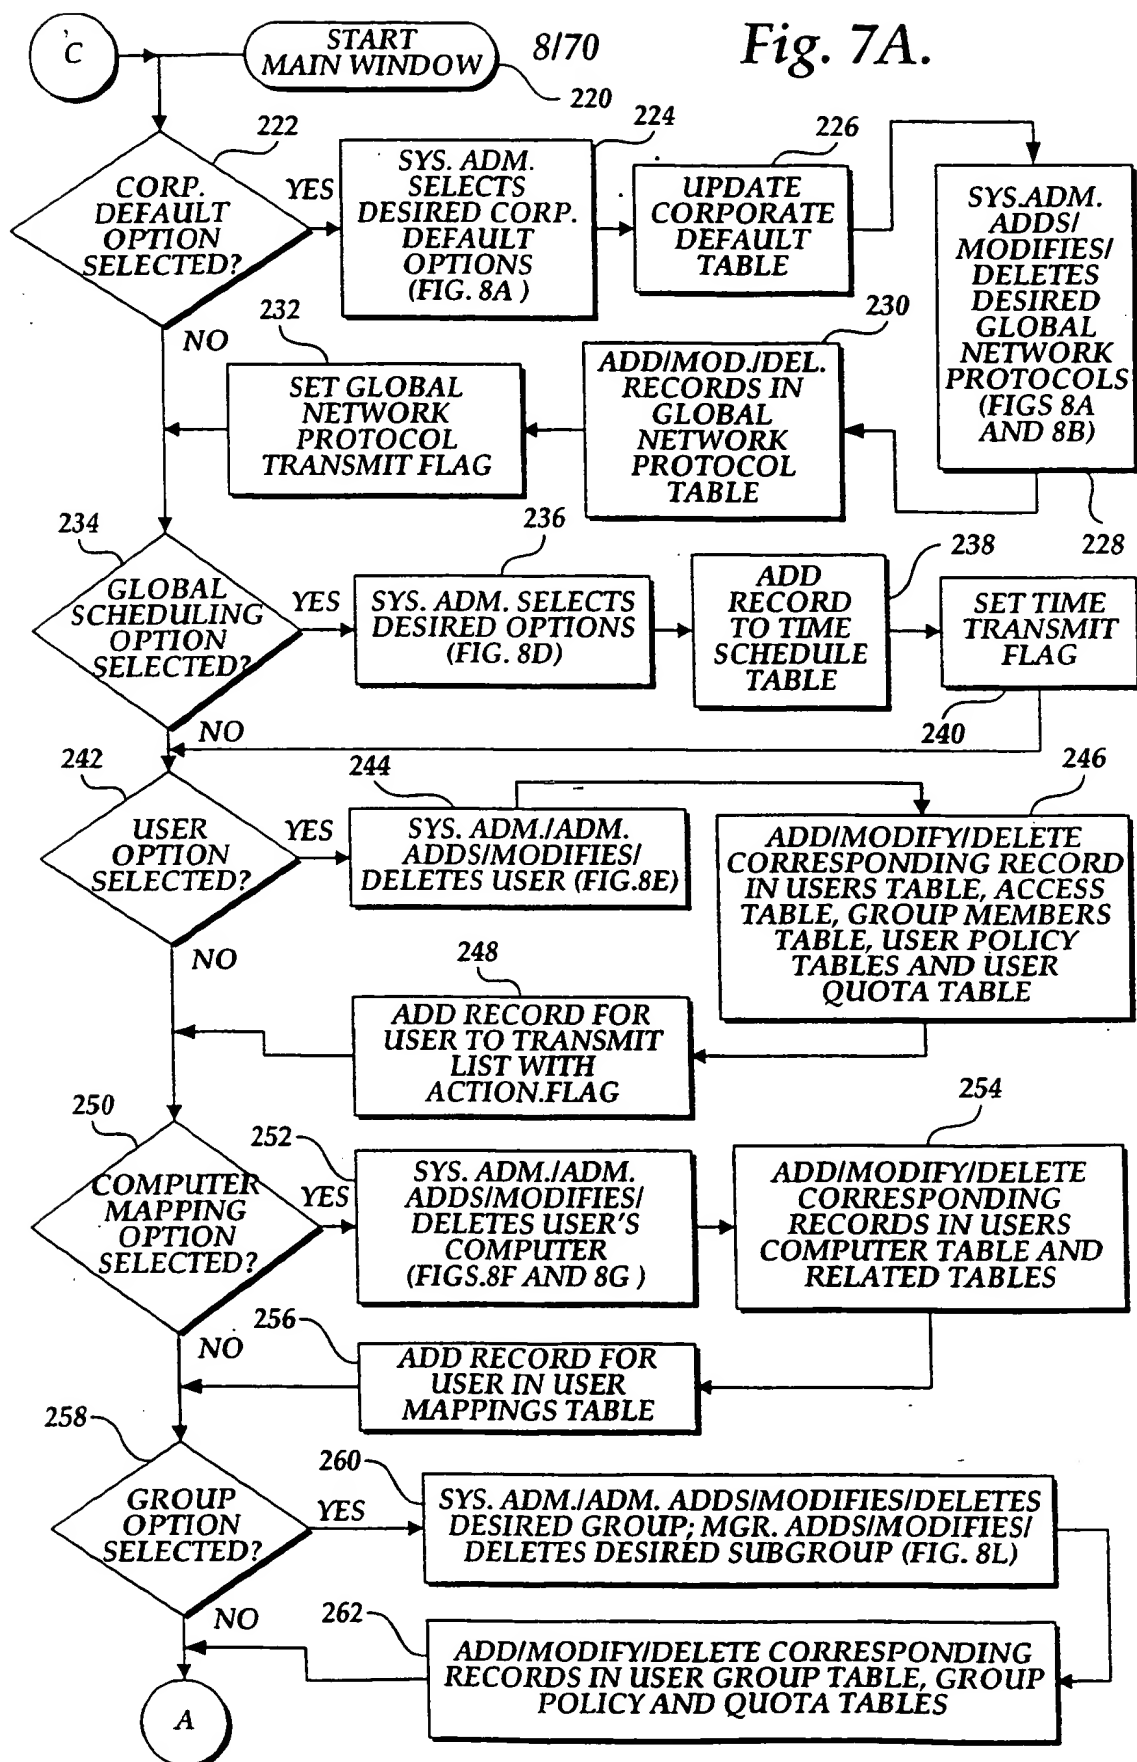 C
START
MAIN WINDOW
8/70
Fig. 7A.
220
222
CORP.
DEFAULT
OPTION
SELECTED?
YES
NO
224
SYS. ADM.
SELECTS
DESIRED CORP.
DEFAULT
OPTIONS
(FIG. 8A )
226
UPDATE
CORPORATE
DEFAULT
TABLE
SYS.ADM.
ADDS/
MODIFIES/
DELETES
DESIRED
GLOBAL
NETWORK
PROTOCOLS
(FIGS 8A
AND 8B)
228
230
ADD/MOD./DEL.
RECORDS IN
GLOBAL
NETWORK
PROTOCOL
TABLE
232
SET GLOBAL
NETWORK
PROTOCOL
TRANSMIT FLAG
234
GLOBAL
SCHEDULING
OPTION
SELECTED?
YES
NO
236
SYS. ADM. SELECTS
DESIRED OPTIONS
(FIG. 8D)
238
ADD
RECORD
TO TIME
SCHEDULE
TABLE
SET TIME
TRANSMIT
FLAG
240
242
USER
OPTION
SELECTED?
YES
NO
244
SYS. ADM./ADM.
ADDS/MODIFIES/
DELETES USER (FIG.8E)
246
ADD/MODIFY/DELETE
CORRESPONDING RECORD
IN USERS TABLE, ACCESS
TABLE, GROUP MEMBERS
TABLE, USER POLICY
TABLES AND USER
QUOTA TABLE
248
ADD RECORD FOR
USER TO TRANSMIT
LIST WITH
ACTION.FLAG
250
COMPUTER
MAPPING
OPTION
SELECTED?
YES
NO
252
SYS. ADM./ADM.
ADDS/MODIFIES/
DELETES USER'S
COMPUTER
(FIGS.8F AND 8G )
254
ADD/MODIFY/DELETE
CORRESPONDING
RECORDS IN USERS
COMPUTER TABLE AND
RELATED TABLES
256
ADD RECORD FOR
USER IN USER
MAPPINGS TABLE
258
GROUP
OPTION
SELECTED?
YES
NO
260
SYS. ADM./ADM. ADDS/MODIFIES/DELETES
DESIRED GROUP; MGR. ADDS/MODIFIES/
DELETES DESIRED SUBGROUP (FIG. 8L)
262
ADD/MODIFY/DELETE CORRESPONDING
RECORDS IN USER GROUP TABLE, GROUP
POLICY AND QUOTA TABLES
A